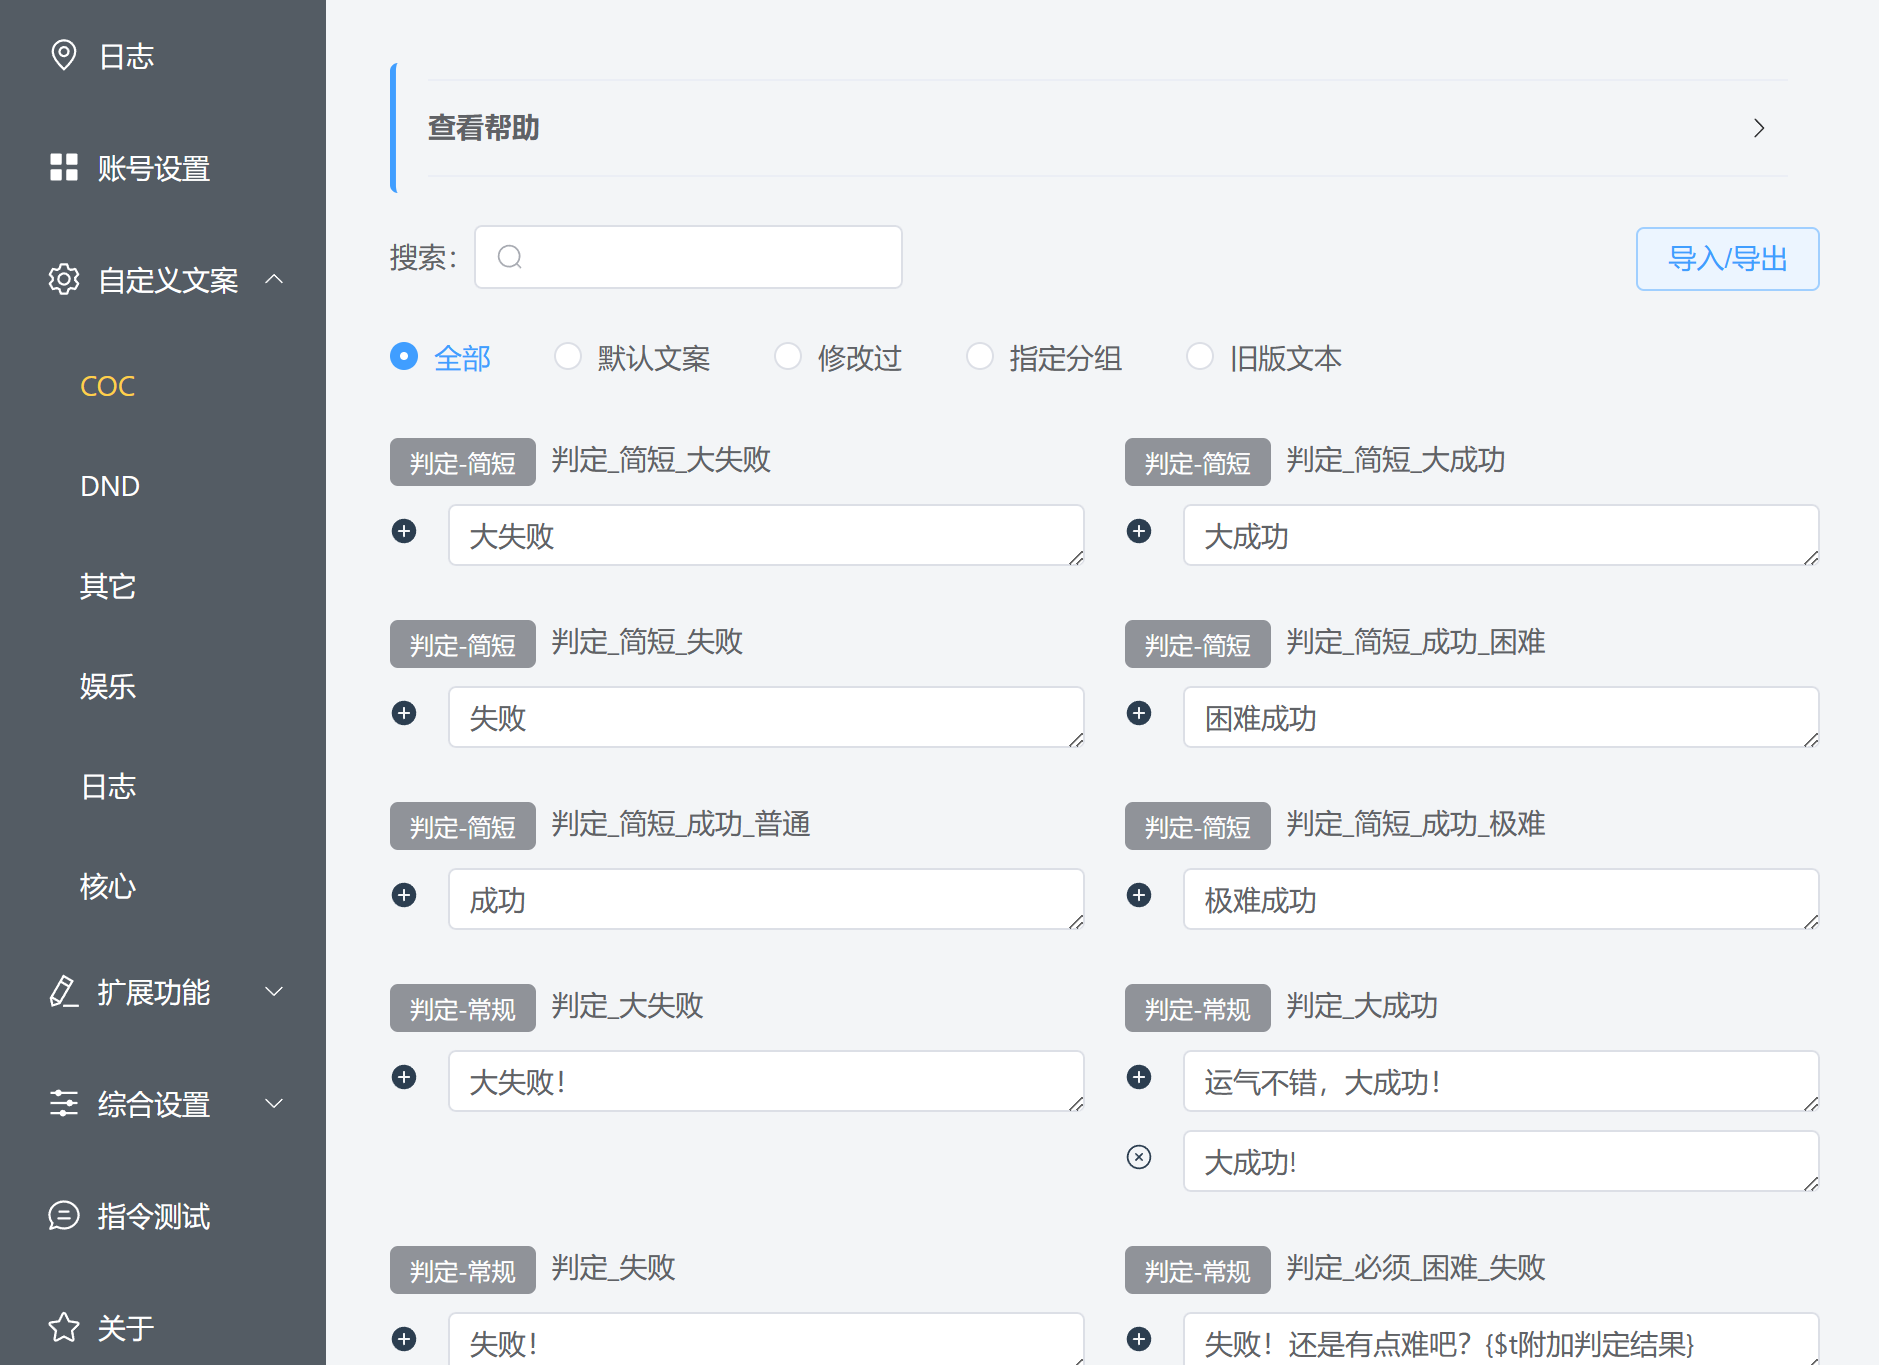 日志
账号设置
自定义文案
COC
DND
其它
娱乐
日志
核心
扩展功能
综合设置
指令测试
关于
查看帮助
搜索：
导入/导出
全部 默认文案 修改过 指定分组 旧版文本
判定-简短 判定_简短_大失败
大失败
判定-简短 判定_简短_大成功
大成功
判定-简短 判定_简短_失败
失败
判定-简短 判定_简短_成功_困难
困难成功
判定-简短 判定_简短_成功_普通
成功
判定-简短 判定_简短_成功_极难
极难成功
判定-常规 判定_大失败
大失败！
判定-常规 判定_大成功
运气不错，大成功！
大成功!
判定-常规 判定_失败
失败！
判定-常规 判定_必须_困难_失败
失败！还是有点难吧？{$t附加判定结果}